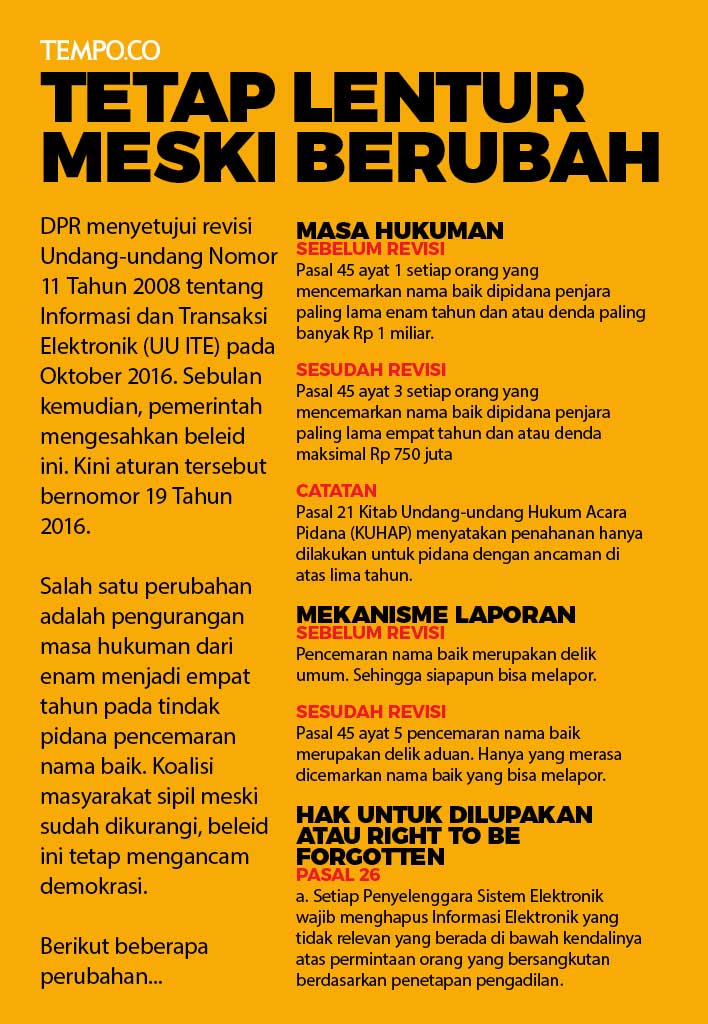 TEMPO.CO
TETAP LENTUR
MESKI BERUBAH
DPR menyetujui revisi
Undang-undang Nomor
11 Tahun 2008 tentang
Informasi dan Transaksi
Elektronik (UU ITE) pada
Oktober 2016. Sebulan
kemudian, pemerintah
mengesahkan beleid
ini. Kini aturan tersebut
bernomor 19 Tahun
2016.
Salah satu perubahan
adalah pengurangan
masa hukuman dari
enam menjadi empat
tahun pada tindak
pidana pencemaran
nama baik. Koalisi
masyarakat sipil meski
sudah dikurangi, beleid
ini tetap mengancam
demokrasi.
Berikut beberapa
perubahan...
MASA HUKUMAN
SEBELUM REVISI
Pasal 45 ayat 1 setiap orang yang
mencemarkan nama baik dipidana penjara
paling lama enam tahun dan atau denda paling
banyak Rp 1 miliar.
SESUDAH REVISI
Pasal 45 ayat 3 setiap orang yang
mencemarkan nama baik dipidana penjara
paling lama empat tahun dan atau denda
maksimal Rp 750 juta
CATATAN
Pasal 21 Kitab Undang-undang Hukum Acara
Pidana (KUHAP) menyatakan penahanan hanya
dilakukan untuk pidana dengan ancaman di
atas lima tahun.
MEKANISME LAPORAN
SEBELUM REVISI
Pencemaran nama baik merupakan delik
umum. Sehingga siapapun bisa melapor.
SESUDAH REVISI
Pasal 45 ayat 5 pencemaran nama baik
merupakan delik aduan. Hanya yang merasa
dicemarkan nama baik yang bisa melapor.
HAK UNTUK DILUPAKAN
ATAU RIGHT TO BE
FORGOTTEN
PASAL 26
a. Setiap Penyelenggara Sistem Elektronik
wajib menghapus Informasi Elektronik yang
tidak relevan yang berada di bawah kendalinya
atas permintaan orang yang bersangkutan
berdasarkan penetapan pengadilan.